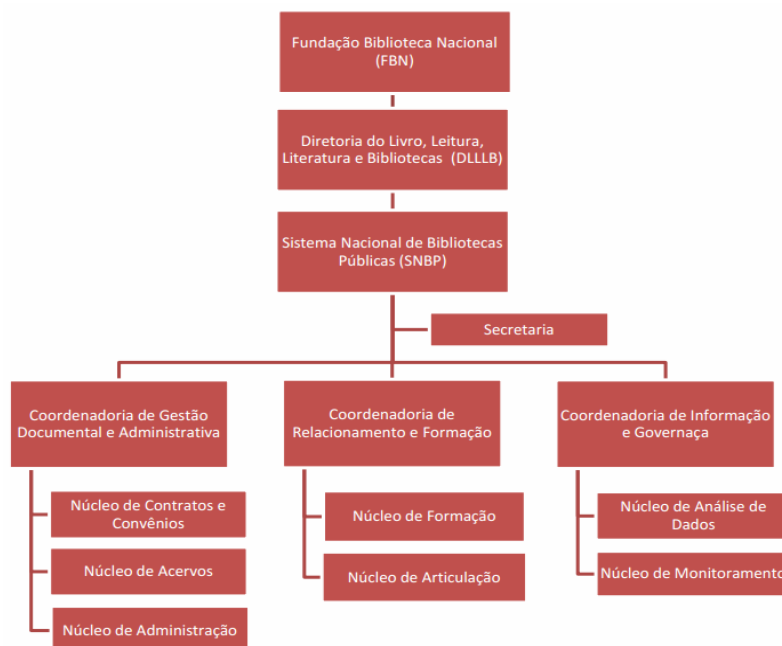 Fundação Biblioteca Nacional
(FBN)
Diretoria do Livro, Leitura,
Literatura e Bibliotecas (DLLLB)
Sistema Nacional de Bibliotecas
Públicas (SNBP)
Secretaria
Coordenadoria de Gestão
Documental e Administrativa
Coordenadoria de
Relacionamento e Formação
Coordenadoria de Informação
e Governaça
Núcleo de Contratos e
Convênios
Núcleo de Formação
Núcleo de Análise de
Dados
Núcleo de Acervos
Núcleo de Articulação
Núcleo de Monitoramento
Núcleo de Administração